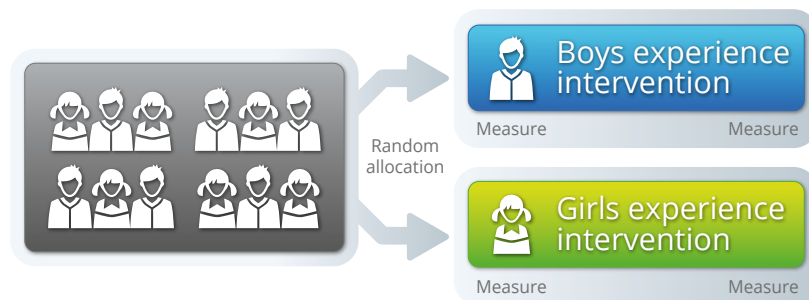 Boys experience
intervention
Measure Measure
Random
allocation
Girls experience
intervention
Measure Measure